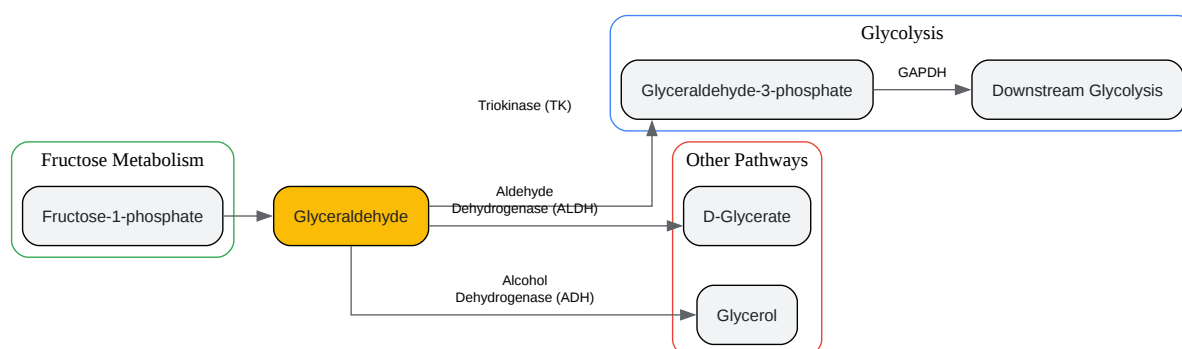 Glycolysis
GAPDH
Glyceraldehyde-3-phosphate
Downstream Glycolysis
Triokinase (TK)
Fructose Metabolism
Other Pathways
Aldehyde
Dehydrogenase (ALDH)
Fructose-1-phosphate
Glyceraldehyde
D-Glycerate
Alcohol
Dehydrogenase (ADH)
Glycerol